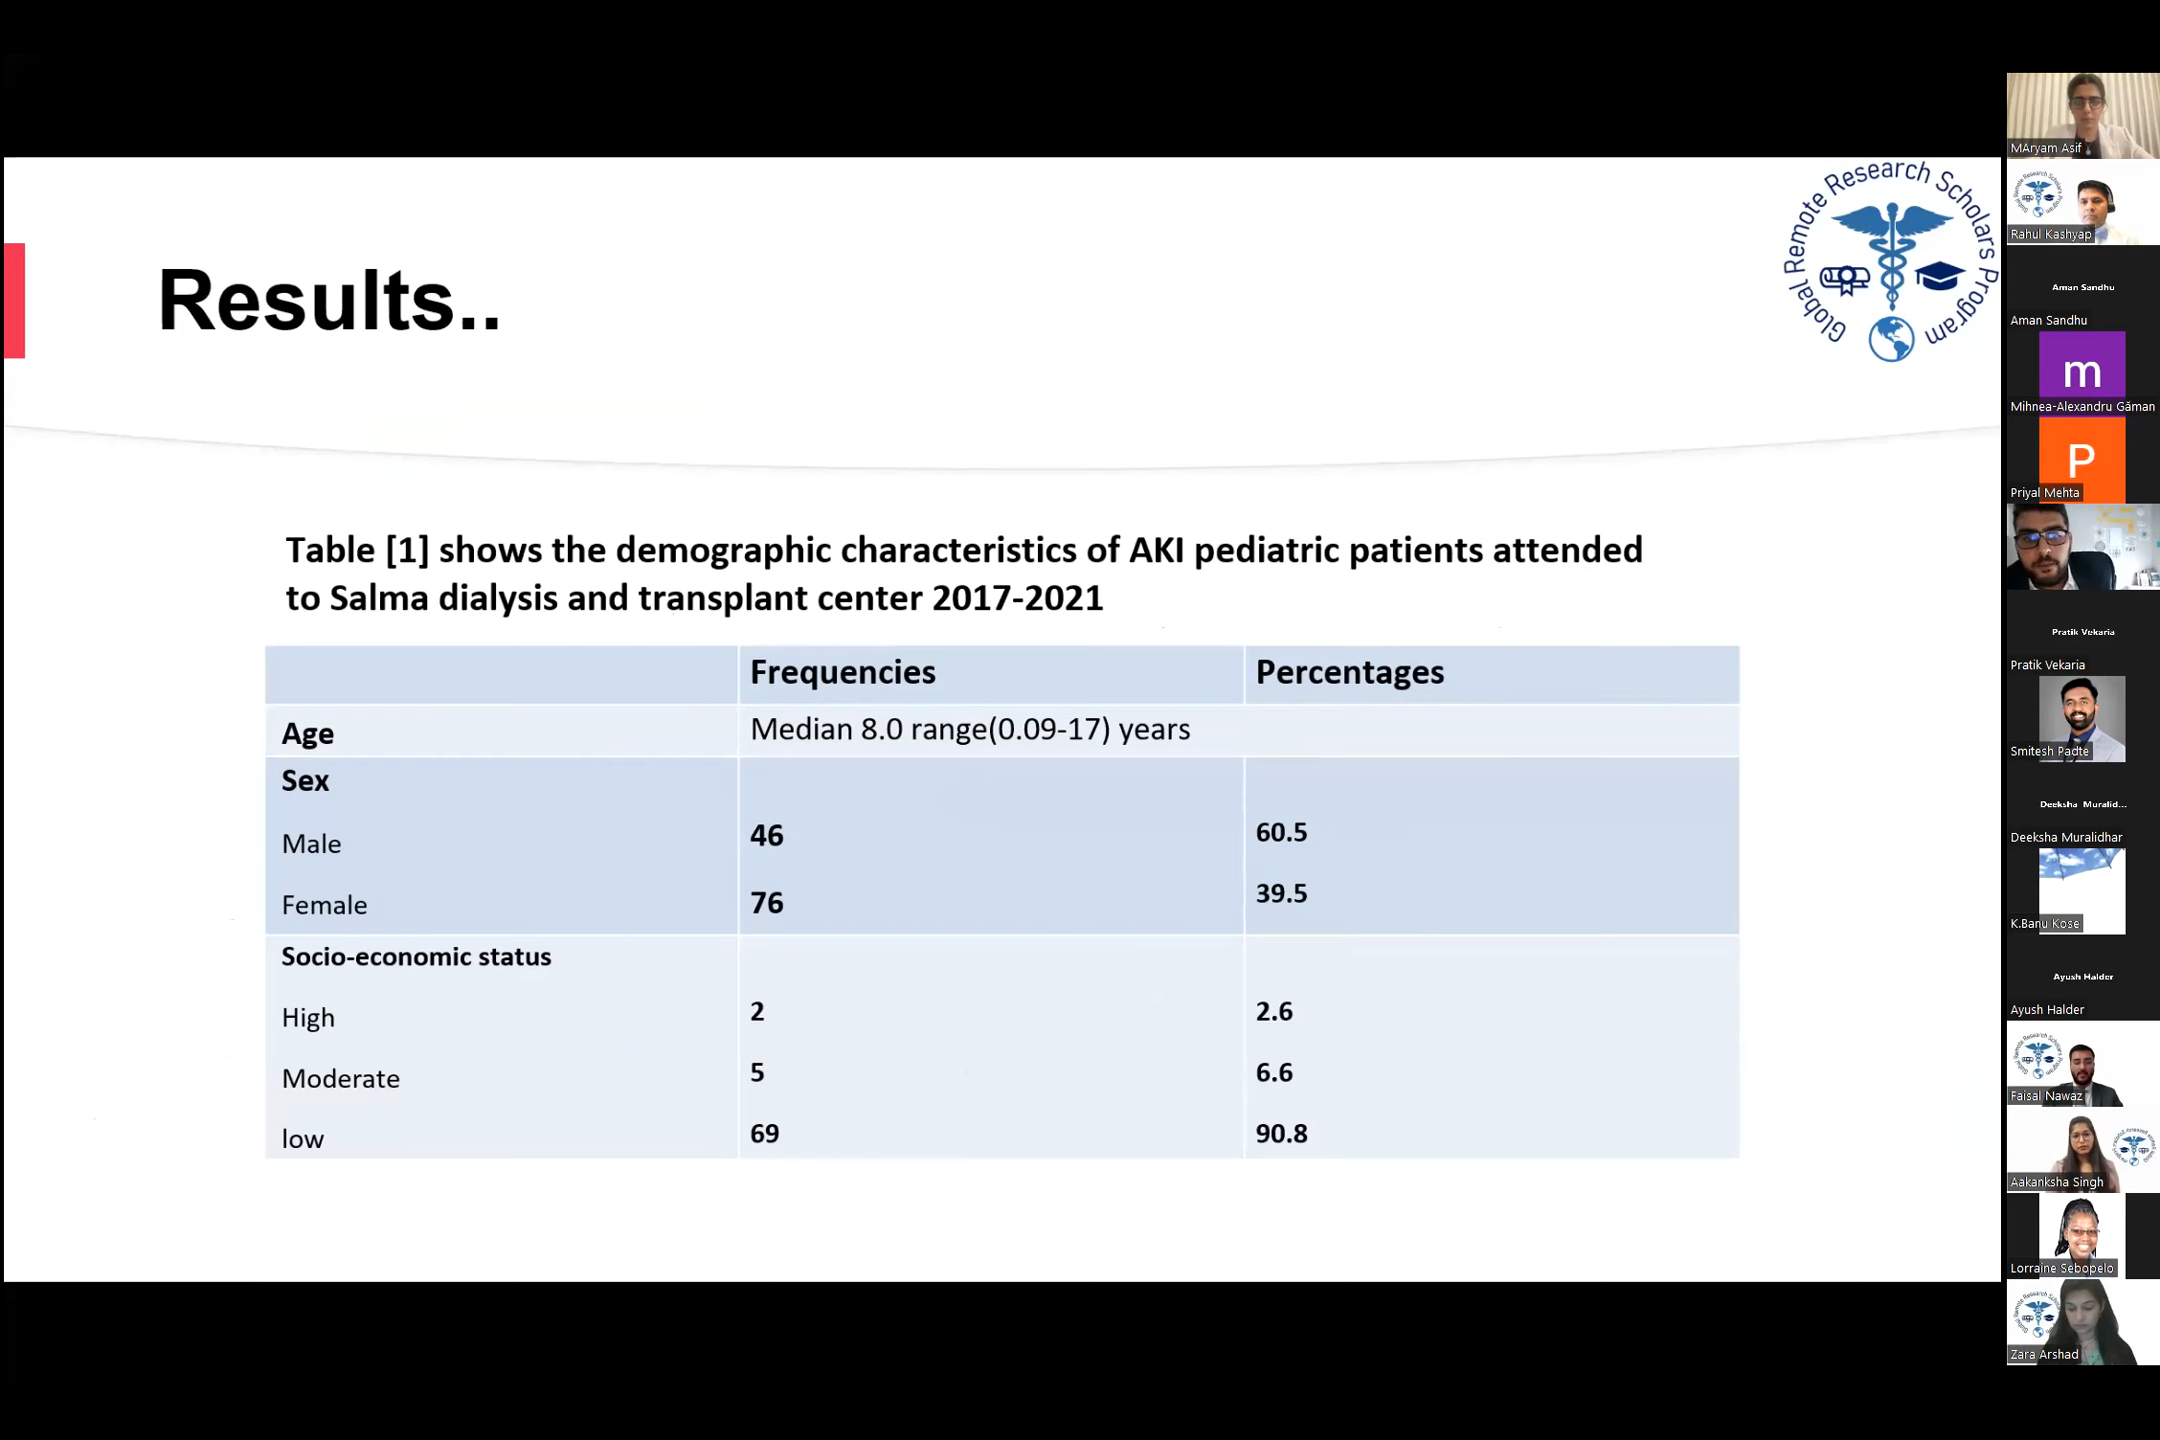 Results..
Global Remote Research Scholars Program
Table [1] shows the demographic characteristics of AKI pediatric patients attended
to Salma dialysis and transplant center 2017-2021
Frequencies Percentages
Age Median 8.0 range(0.09-17) years
Sex
Male 46 60.5
Female 76 39.5
Socio-economic status
High 2 2.6
Moderate 5 6.6
low 69 90.8
MAryam Asif
Rahul Kashyap
Aman Sandhu
Aman Sandhu
m
Mihnea-Alexandru Găman
P
Priyal Mehta
Pratik Vekaria
Pratik Vekaria
Smitesh Padte
Deeksha Muralid...
Deeksha Muralidhar
K.Banu Kose
Ayush Halder
Ayush Halder
Faisal Nawaz
Aakanksha Singh
Lorraine Sebopelo
Zara Arshad